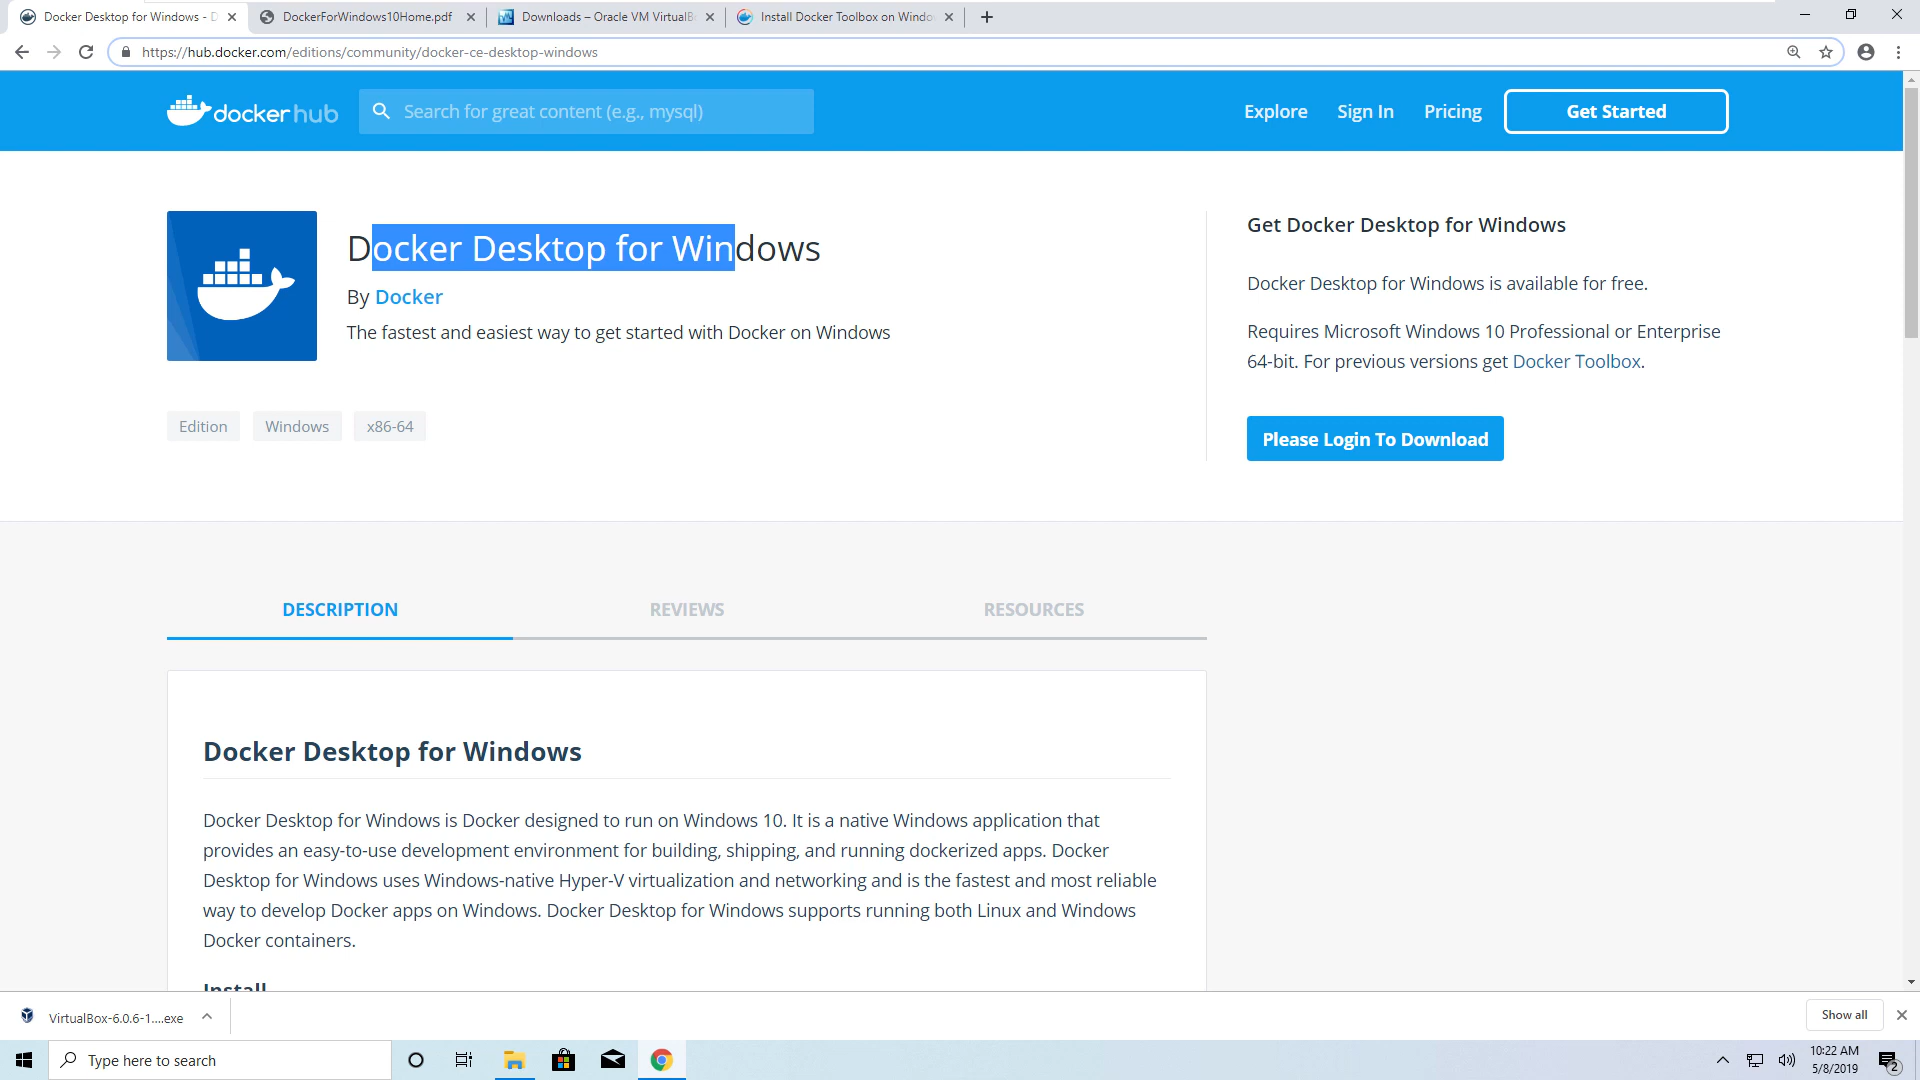 Docker Desktop for Windows - D
DockerForWindows10Home.pdf
Downloads – Oracle VM VirtualB
Install Docker Toolbox on Windo
https://hub.docker.com/editions/community/docker-ce-desktop-windows
docker hub
Search for great content (e.g., mysql)
Explore
Sign In
Pricing
Get Started
Docker Desktop for Windows
By Docker
The fastest and easiest way to get started with Docker on Windows
Edition
Windows
x86-64
Get Docker Desktop for Windows
Docker Desktop for Windows is available for free.
Requires Microsoft Windows 10 Professional or Enterprise
64-bit. For previous versions get Docker Toolbox.
Please Login To Download
DESCRIPTION
REVIEWS
RESOURCES
Docker Desktop for Windows
Docker Desktop for Windows is Docker designed to run on Windows 10. It is a native Windows application that
provides an easy-to-use development environment for building, shipping, and running dockerized apps. Docker
Desktop for Windows uses Windows-native Hyper-V virtualization and networking and is the fastest and most reliable
way to develop Docker apps on Windows. Docker Desktop for Windows supports running both Linux and Windows
Docker containers.
Install
VirtualBox-6.0.6-1....exe
Show all
Type here to search
10:22 AM
5/8/2019
2